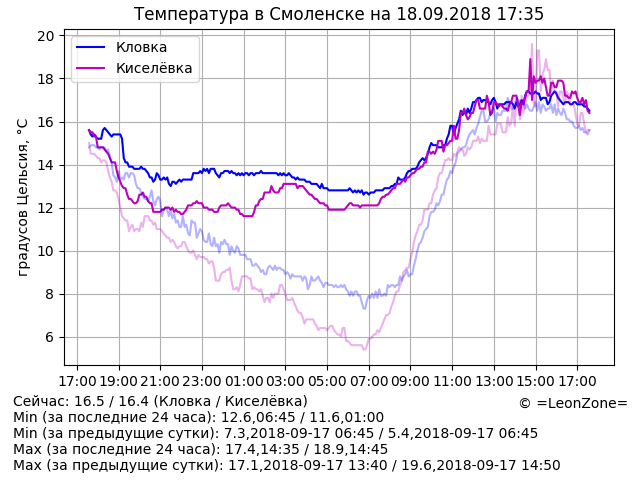 Температура в Смоленске на 18.09.2018 17:35
Кловка
Киселёвка
градусов Цельсия, °C
20
18
16
14
12
10
8
6
17:00 19:00 21:00 23:00 01:00 03:00 05:00 07:00 09:00 11:00 13:00 15:00 17:00
Сейчас: 16.5 / 16.4 (Кловка / Киселёвка)
© =LeonZone=
Min (за последние 24 часа): 12.6,06:45 / 11.6,01:00
Min (за предыдущие сутки): 7.3,2018-09-17 06:45 / 5.4,2018-09-17 06:45
Max (за последние 24 часа): 17.4,14:35 / 18.9,14:45
Max (за предыдущие сутки): 17.1,2018-09-17 13:40 / 19.6,2018-09-17 14:50